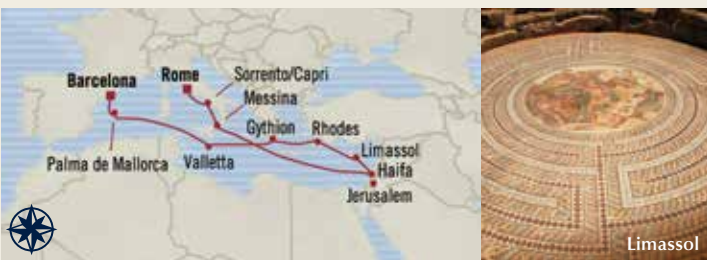 Barcelona
Rome
Sorrento/Capri
Messina
Gythion
Rhodes
Palma de Mallorca
Valletta
Limassol
Haifa
Jerusalem
Limassol